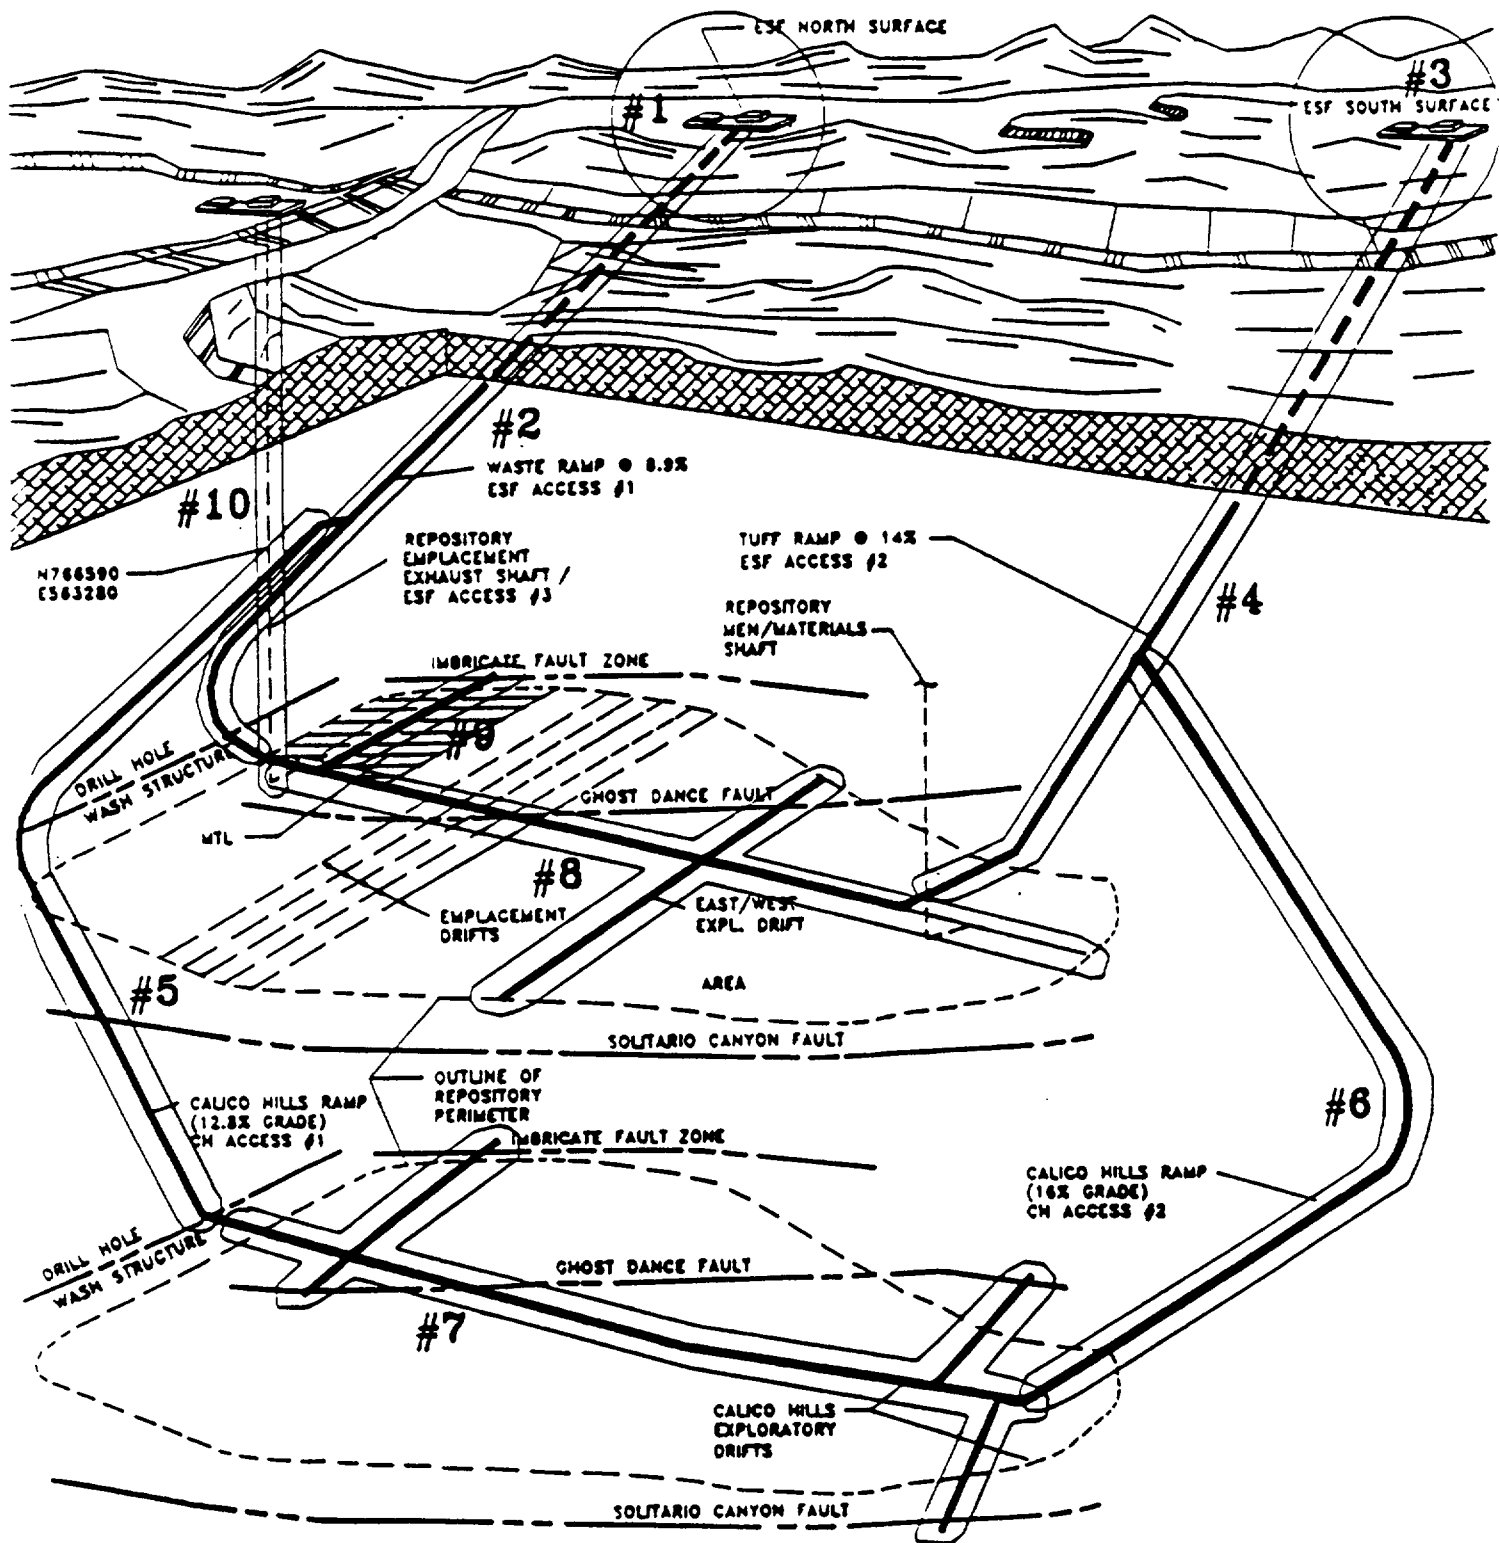 ESF NORTH SURFACE
#1
#3
ESF SOUTH SURFACE
#2
WASTE RAMP @ 8.9%
ESF ACCESS #1
#10
N766590
E563280
REPOSITORY
EMPLACEMENT
EXHAUST SHAFT /
ESF ACCESS #3
TUFF RAMP @ 14%
ESF ACCESS #2
#4
REPOSITORY
MEN/MATERIALS
SHAFT
IMBRICATE FAULT ZONE
#9
DRILL HOLE
WASH STRUCTURE
GHOST DANCE FAULT
MTL
#8
EMPLACEMENT
DRIFTS
EAST/WEST
EXPL. DRIFT
#5
AREA
SOLITARIO CANYON FAULT
OUTLINE OF
REPOSITORY
PERIMETER
CALICO HILLS RAMP
(12.8% GRADE)
CH ACCESS #1
#6
IMBRICATE FAULT ZONE
CALICO HILLS RAMP
(16% GRADE)
CH ACCESS #2
DRILL HOLE
WASH STRUCTURE
GHOST DANCE FAULT
#7
CALICO HILLS
EXPLORATORY
DRIFTS
SOLITARIO CANYON FAULT